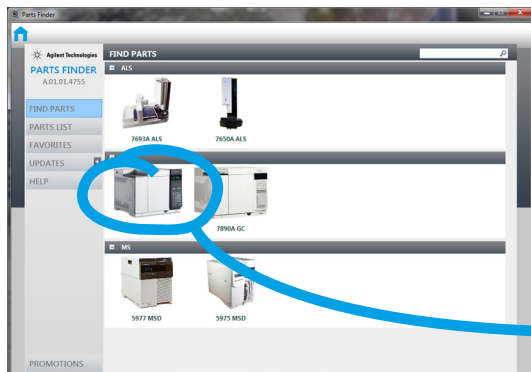 Parts Finder
Agilent Technologies
PARTS FINDER
A.01.01.4755
FIND PARTS
PARTS LIST
FAVORITES
UPDATES
HELP
PROMOTIONS
FIND PARTS
ALS
7693A ALS
7650A ALS
7890A GC
MS
5977 MSD
5975 MSD